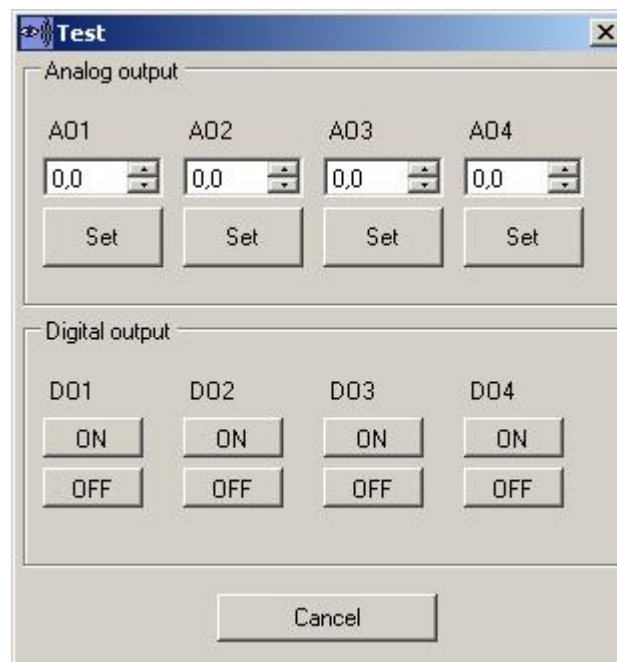 Test
Analog output
AO1 AO2 AO3 AO4
0,0 0,0 0,0 0,0
Set Set Set Set
Digital output
DO1 DO2 DO3 DO4
ON ON ON ON
OFF OFF OFF OFF
Cancel